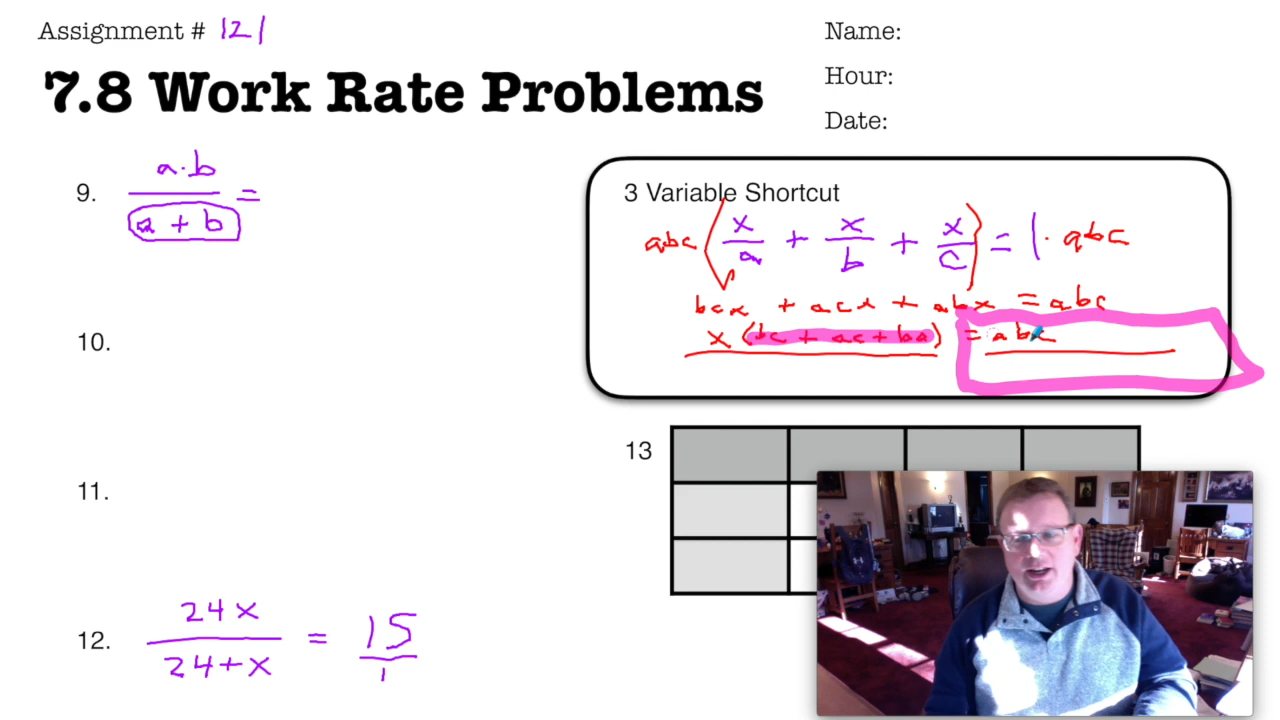 Assignment # 121
Name:
Hour:
Date:
7.8 Work Rate Problems
9. a·b / a + b =
3 Variable Shortcut
abc ( x/a + x/b + x/c ) = 1 · abc
bcx + acx + abx = abc
x (bc + ac + ba) = abc
10.
13
11.
12. 24x / 24+x = 15 / 1